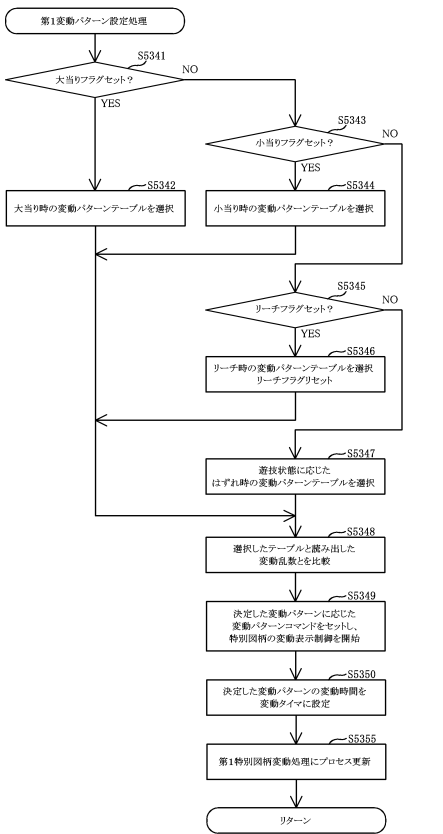 第1変動パターン設定処理
S5341
大当りフラグセット？
NO
YES
S5343
小当りフラグセット？
NO
YES
S5342
大当り時の変動パターンテーブルを選択
S5344
小当り時の変動パターンテーブルを選択
S5345
リーチフラグセット？
NO
YES
S5346
リーチ時の変動パターンテーブルを選択
リーチフラグリセット
S5347
遊技状態に応じた
はずれ時の変動パターンテーブルを選択
S5348
選択したテーブルと読み出した
変動乱数とを比較
S5349
決定した変動パターンに応じた
変動パターンコマンドをセットし、
特別図柄の変動表示制御を開始
S5350
決定した変動パターンの変動時間を
変動タイマに設定
S5355
第1特別図柄変動処理にプロセス更新
リターン